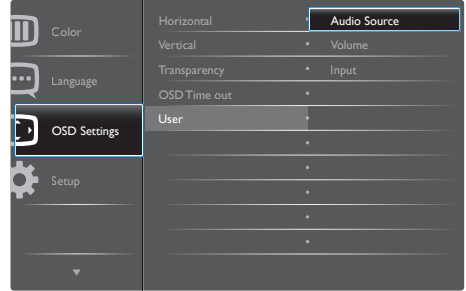 Color
Language
OSD Settings
Setup
Horizontal
Vertical
Transparency
OSD Time out
User
Audio Source
Volume
Input